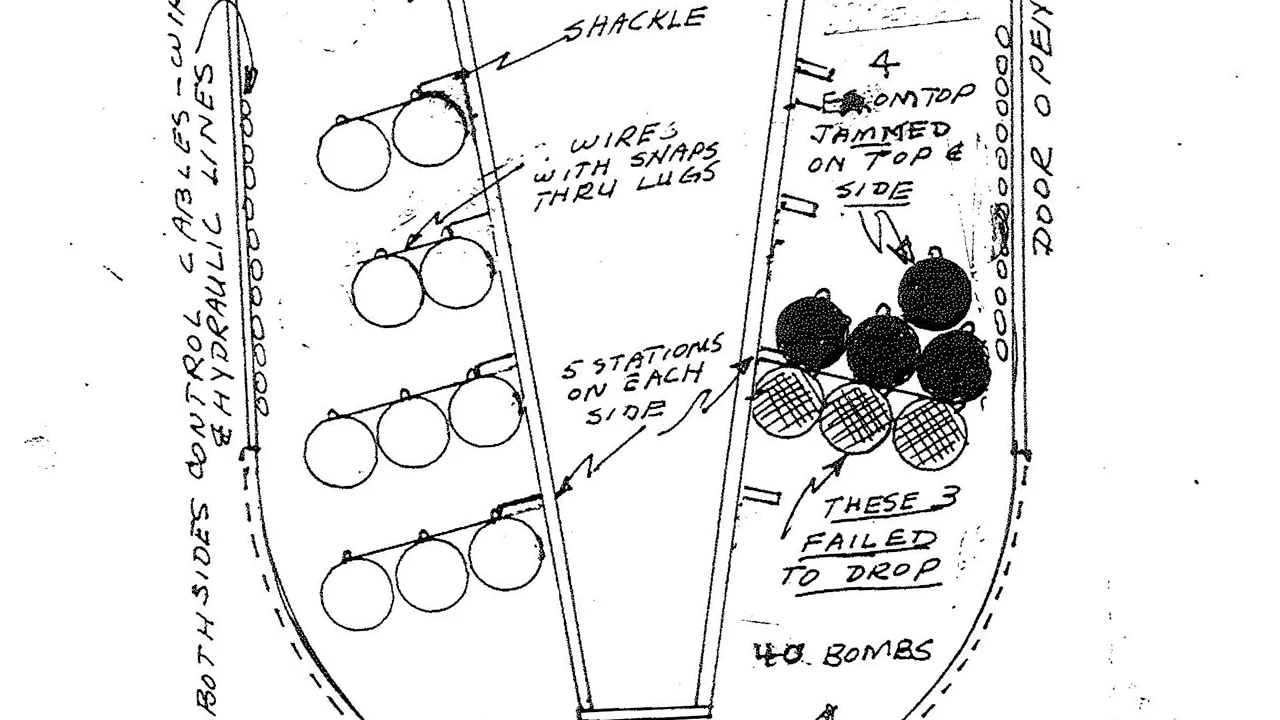 SHACKLE
WIRES
WITH SNAPS
THRU LUGS
5 STATIONS
ON EACH
SIDE
4
FROM TOP
JAMMED
ON TOP &
SIDE
THESE 3
FAILED
TO DROP
40 BOMBS
BOTH SIDES CONTROL CABLES - WIR
& HYDRAULIC LINES
DOOR OPEN